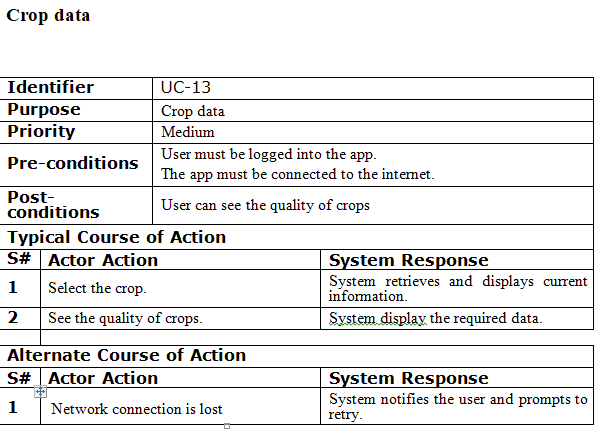 Crop data
Identifier UC-13
Purpose Crop data
Priority Medium
Pre-conditions User must be logged into the app.
The app must be connected to the internet.
Post-
conditions User can see the quality of crops
Typical Course of Action
S# Actor Action System Response
1 Select the crop. System retrieves and displays current
information.
2 See the quality of crops. System display the required data.
Alternate Course of Action
S# Actor Action System Response
1 Network connection is lost System notifies the user and prompts to
retry.